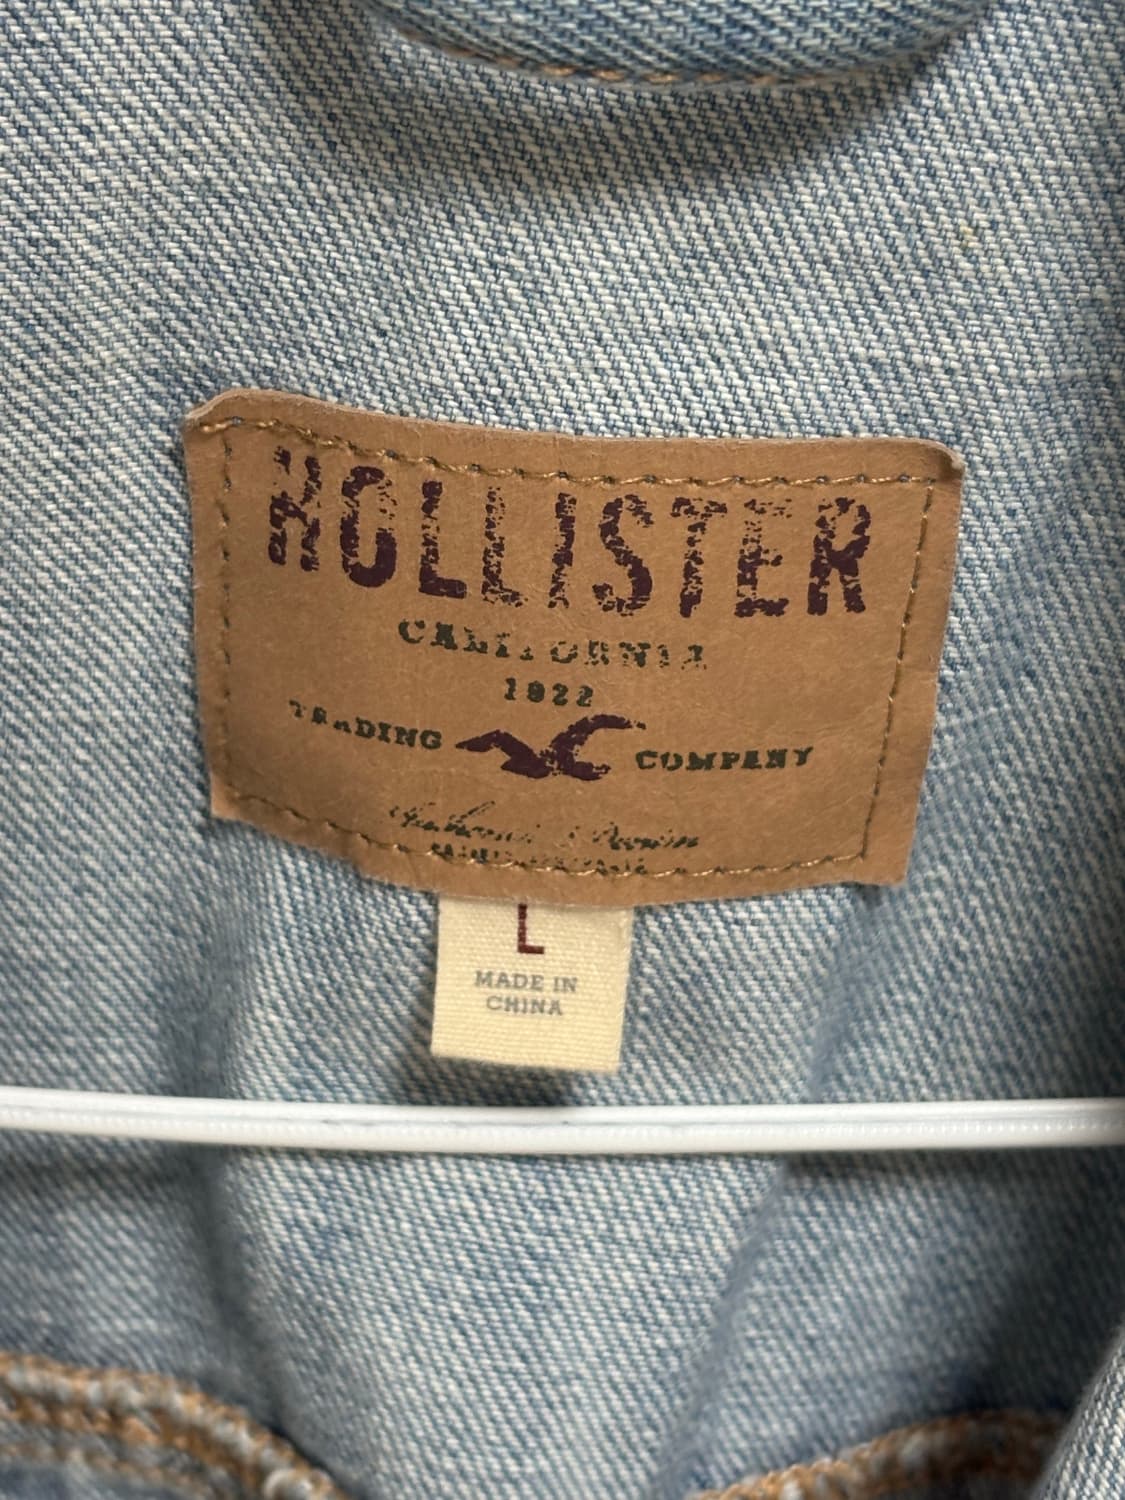 HOLLISTER
CALIFORNIA
1922
TRADING COMPANY
L
MADE IN
CHINA